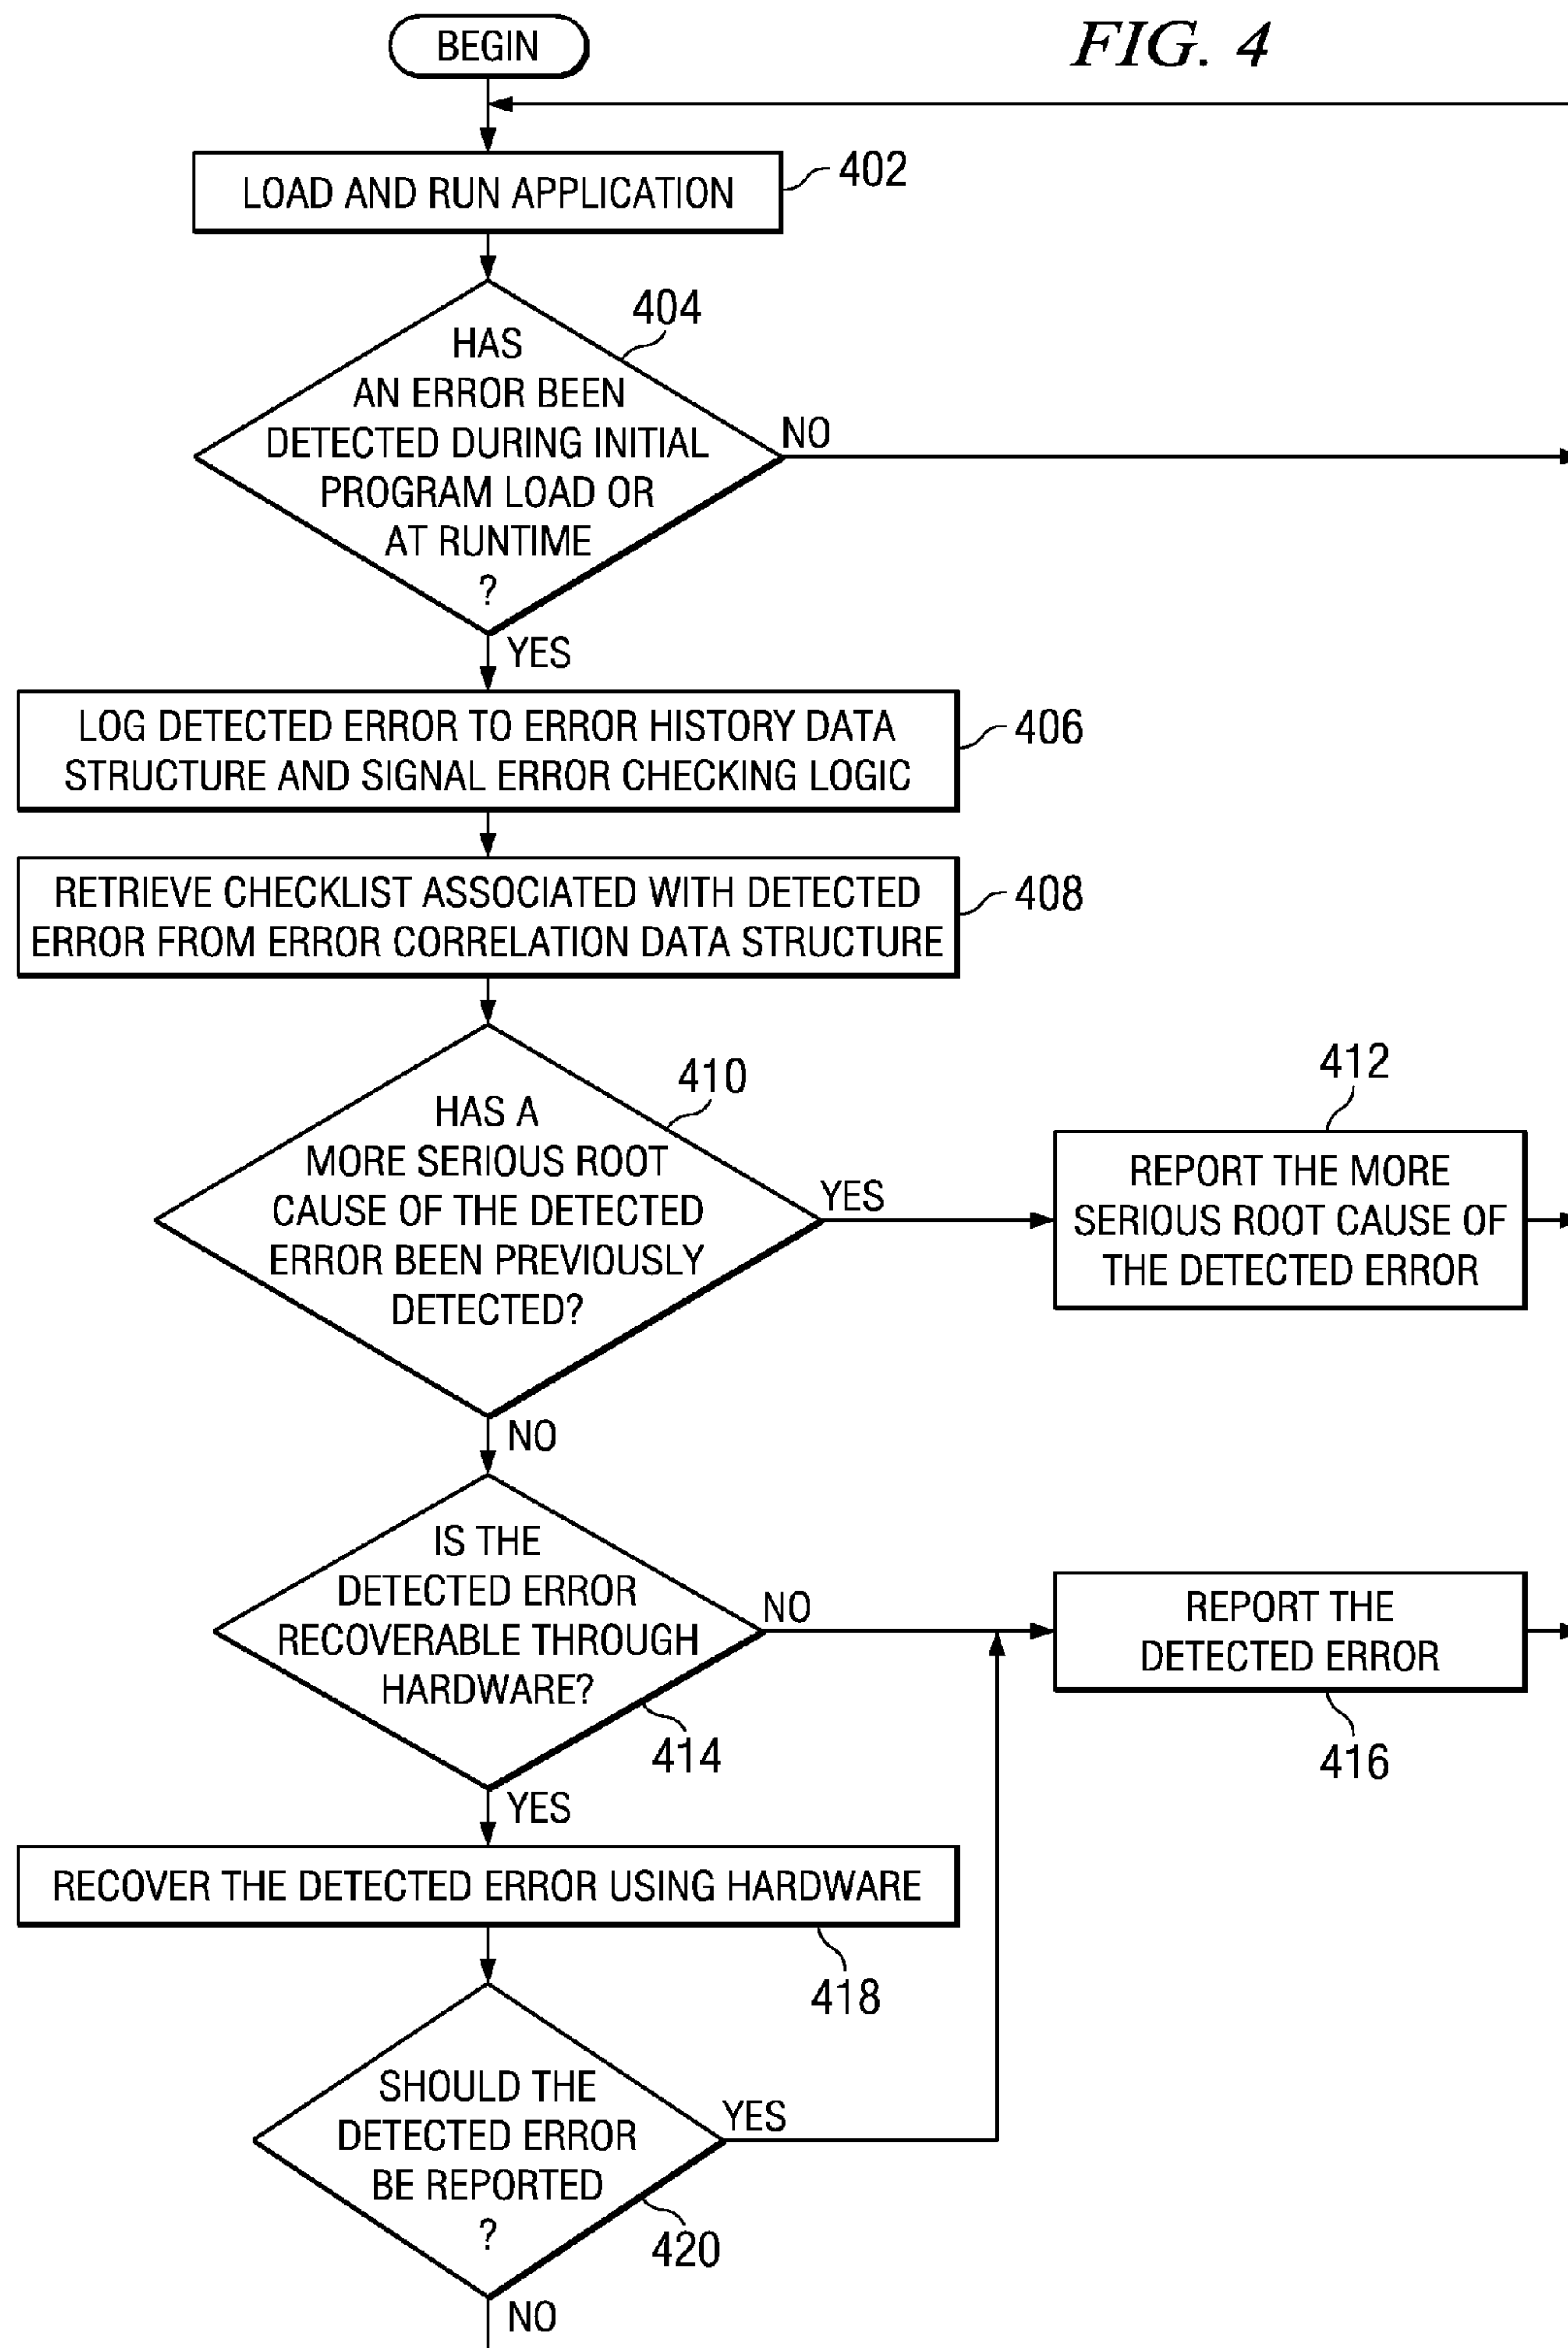 BEGIN
FIG. 4
LOAD AND RUN APPLICATION
402
404
HAS
AN ERROR BEEN
DETECTED DURING INITIAL
PROGRAM LOAD OR
AT RUNTIME
?
NO
YES
LOG DETECTED ERROR TO ERROR HISTORY DATA
STRUCTURE AND SIGNAL ERROR CHECKING LOGIC
406
RETRIEVE CHECKLIST ASSOCIATED WITH DETECTED
ERROR FROM ERROR CORRELATION DATA STRUCTURE
408
410
HAS A
MORE SERIOUS ROOT
CAUSE OF THE DETECTED
ERROR BEEN PREVIOUSLY
DETECTED?
YES
412
REPORT THE MORE
SERIOUS ROOT CAUSE OF
THE DETECTED ERROR
NO
IS THE
DETECTED ERROR
RECOVERABLE THROUGH
HARDWARE?
NO
414
REPORT THE
DETECTED ERROR
416
YES
RECOVER THE DETECTED ERROR USING HARDWARE
418
SHOULD THE
DETECTED ERROR
BE REPORTED
?
YES
420
NO